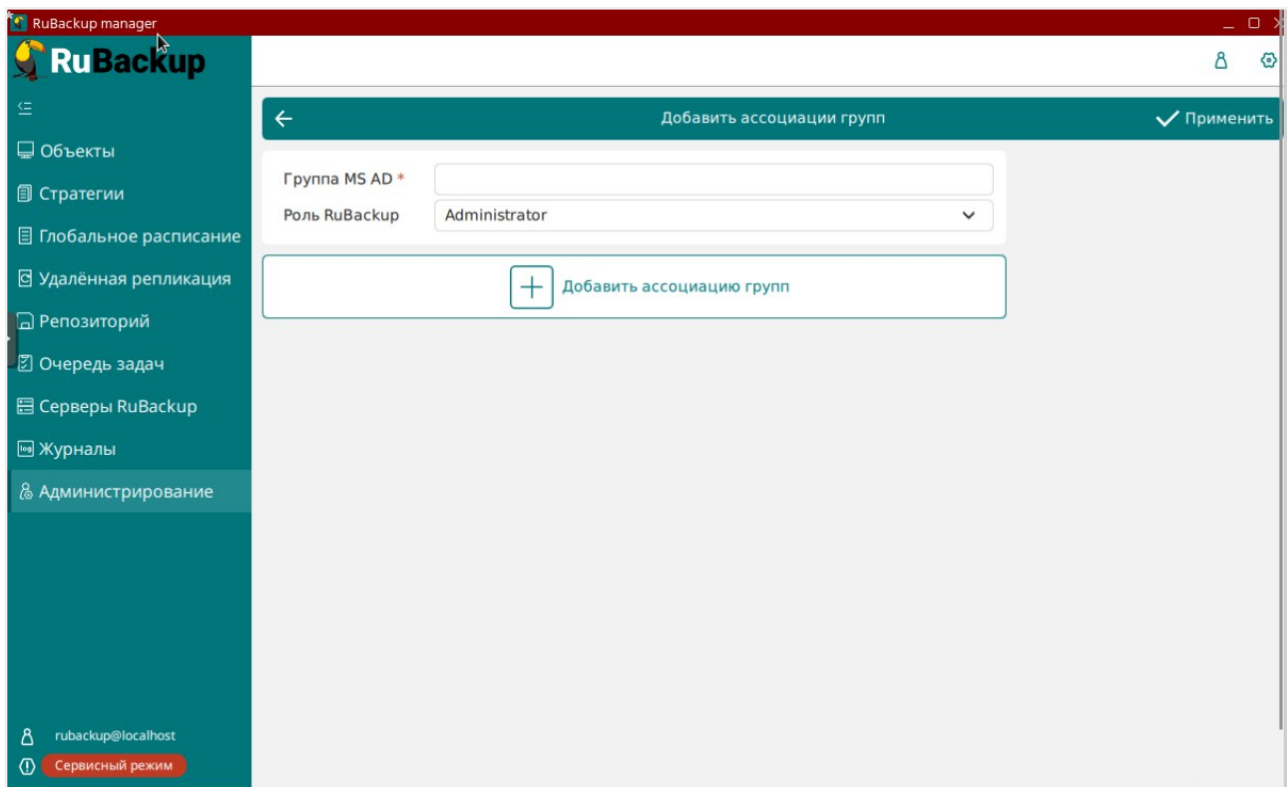 RuBackup manager
RuBackup
Добавить ассоциации групп
Применить
Объекты
Стратегии
Глобальное расписание
Удалённая репликация
Репозиторий
Очередь задач
Серверы RuBackup
log Журналы
Администрирование
Группа MS AD *
Роль RuBackup Administrator
Добавить ассоциацию групп
rubackup@localhost
Сервисный режим